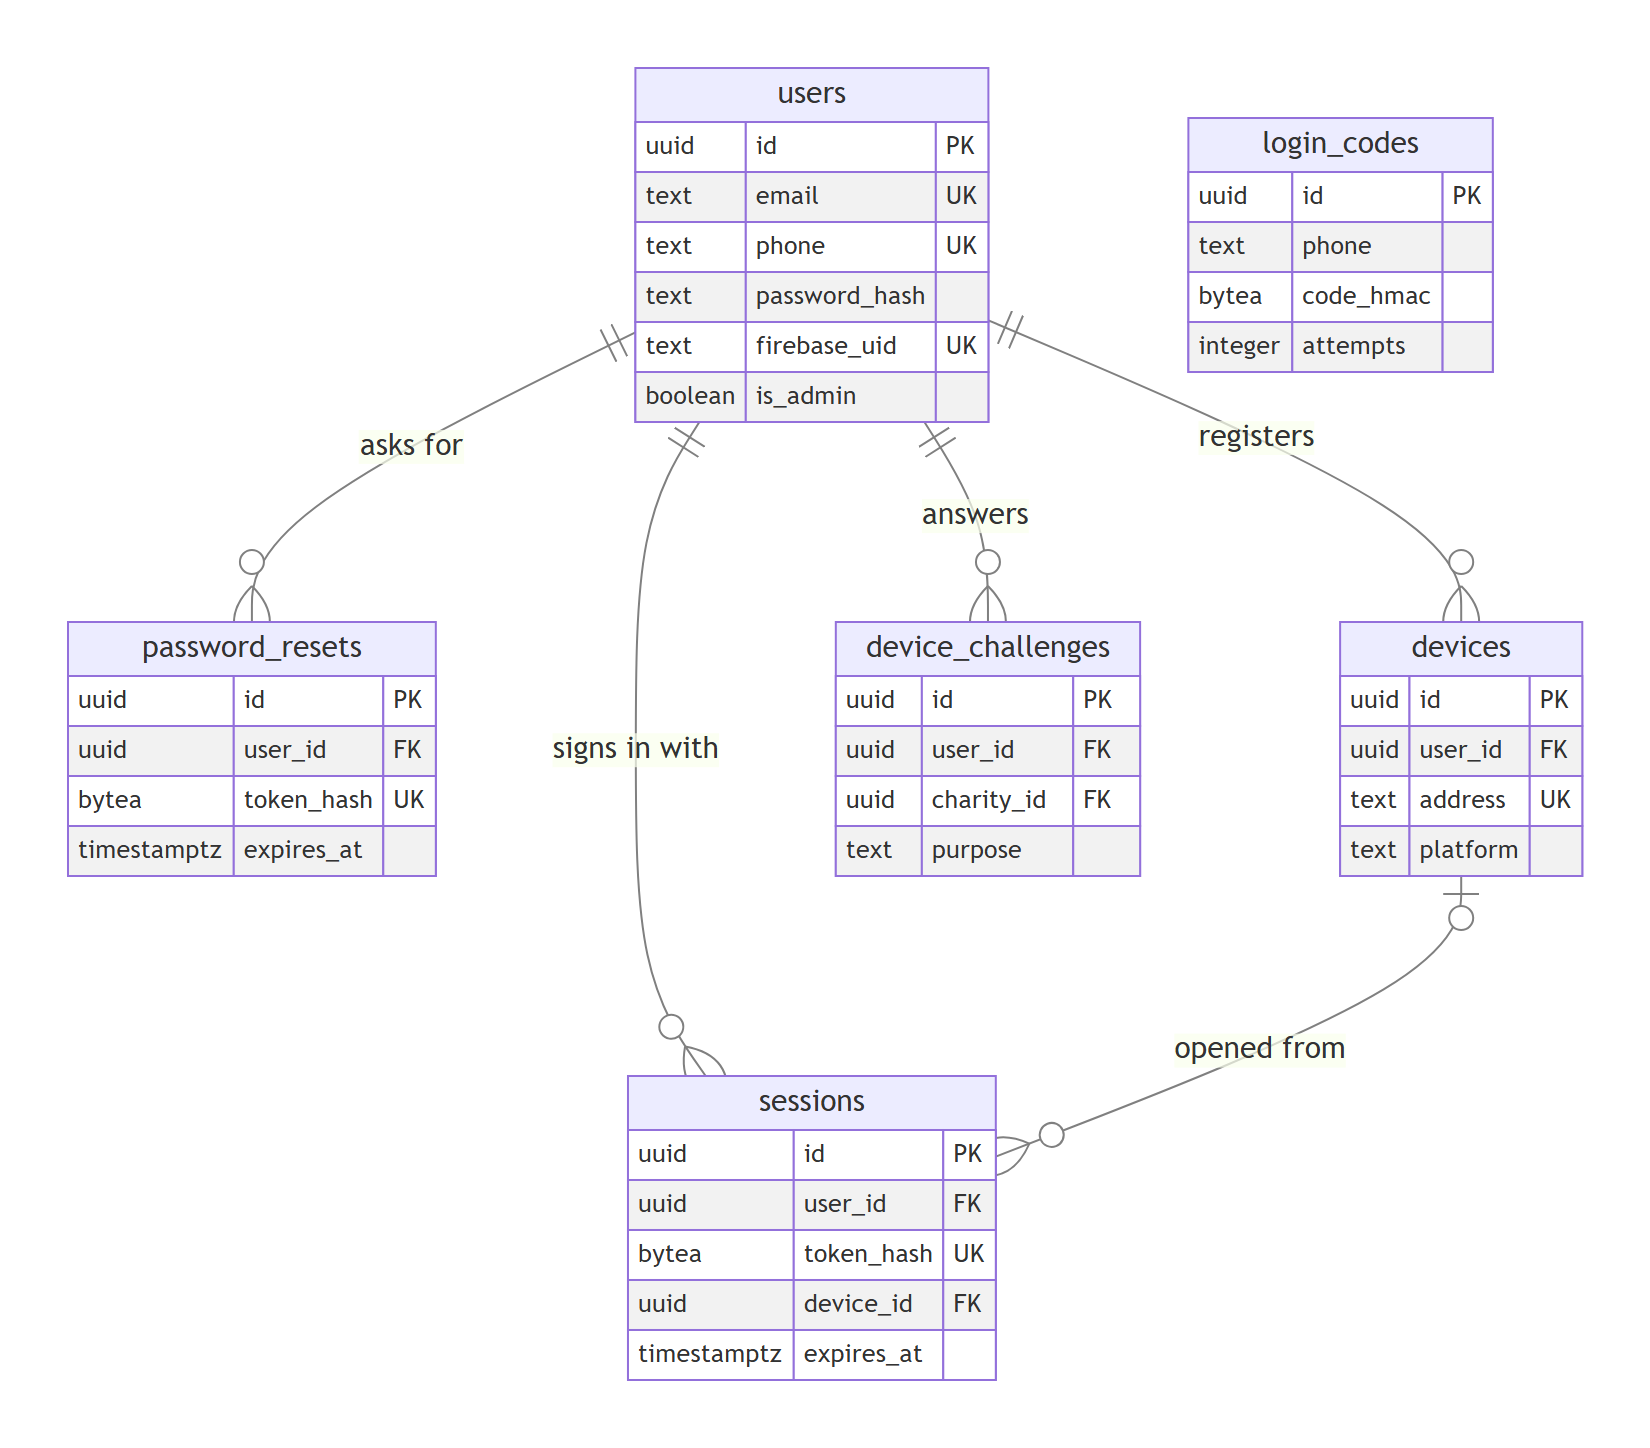 users
uuid id PK
text email UK
text phone UK
text password_hash
text firebase_uid UK
boolean is_admin
login_codes
uuid id PK
text phone
bytea code_hmac
integer attempts
asks for
registers
answers
signs in with
password_resets
uuid id PK
uuid user_id FK
bytea token_hash UK
timestamptz expires_at
device_challenges
uuid id PK
uuid user_id FK
uuid charity_id FK
text purpose
devices
uuid id PK
uuid user_id FK
text address UK
text platform
opened from
sessions
uuid id PK
uuid user_id FK
bytea token_hash UK
uuid device_id FK
timestamptz expires_at